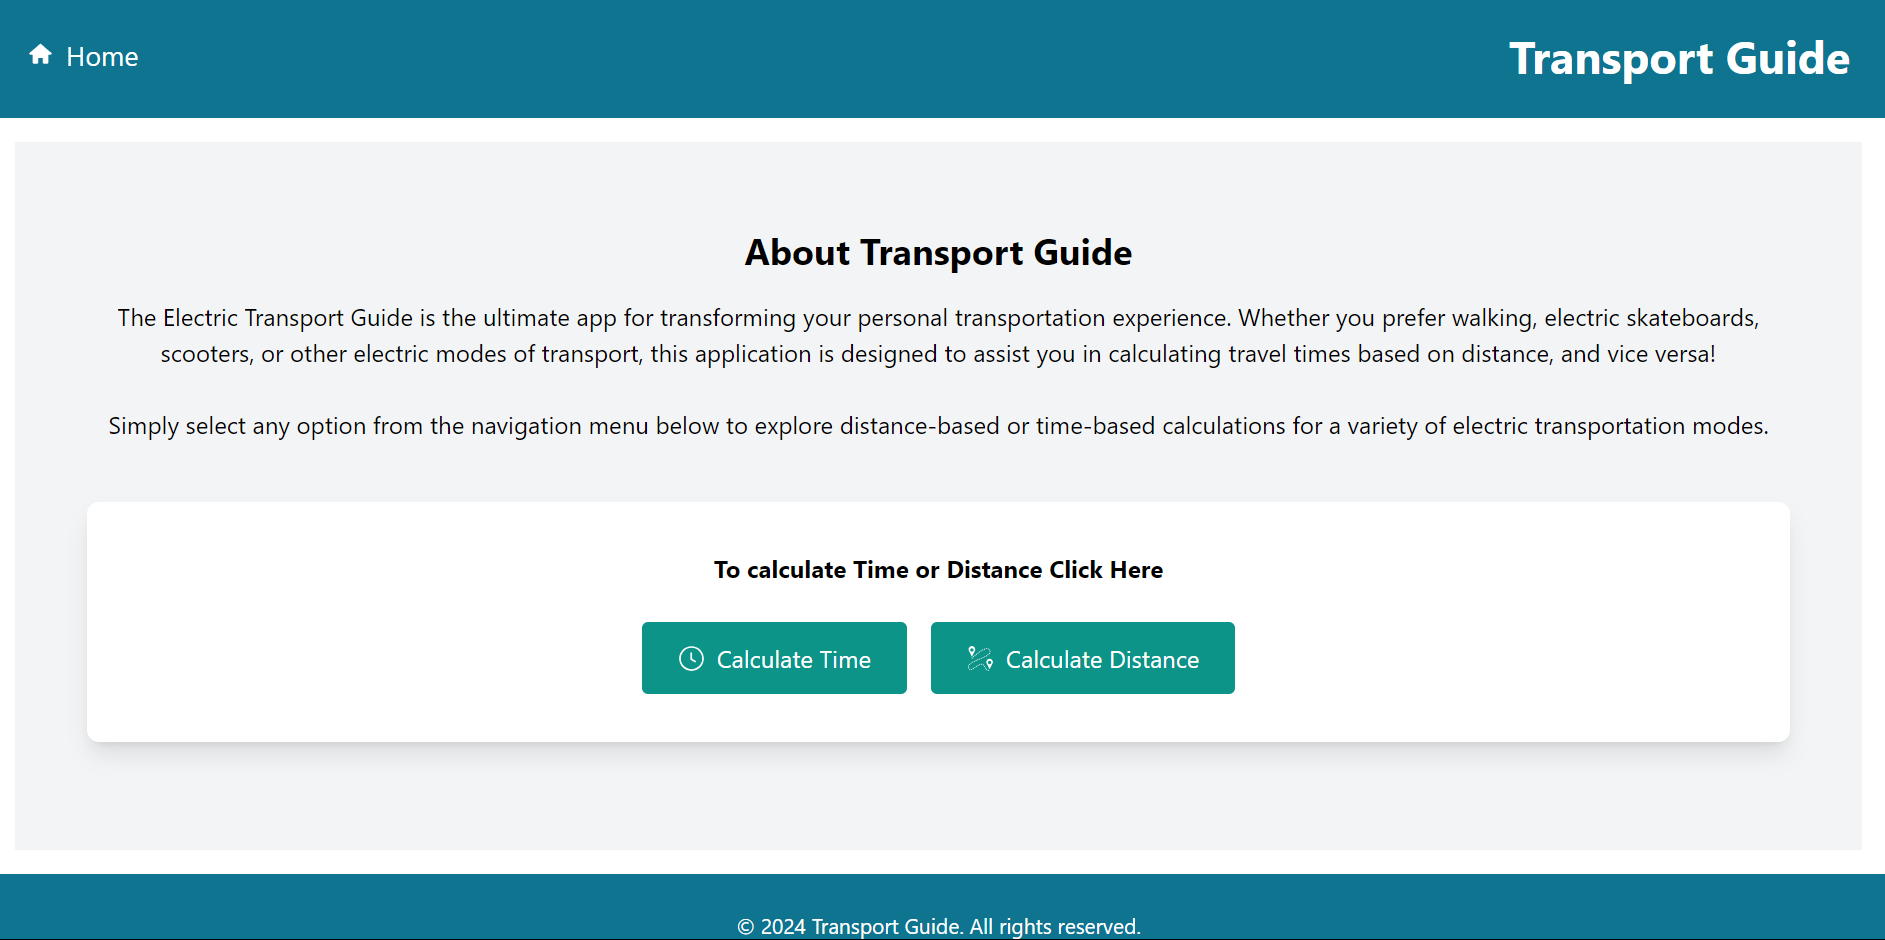 Home
Transport Guide
About Transport Guide
The Electric Transport Guide is the ultimate app for transforming your personal transportation experience. Whether you prefer walking, electric skateboards,
scooters, or other electric modes of transport, this application is designed to assist you in calculating travel times based on distance, and vice versa!
Simply select any option from the navigation menu below to explore distance-based or time-based calculations for a variety of electric transportation modes.
To calculate Time or Distance Click Here
Calculate Time
Calculate Distance
© 2024 Transport Guide. All rights reserved.